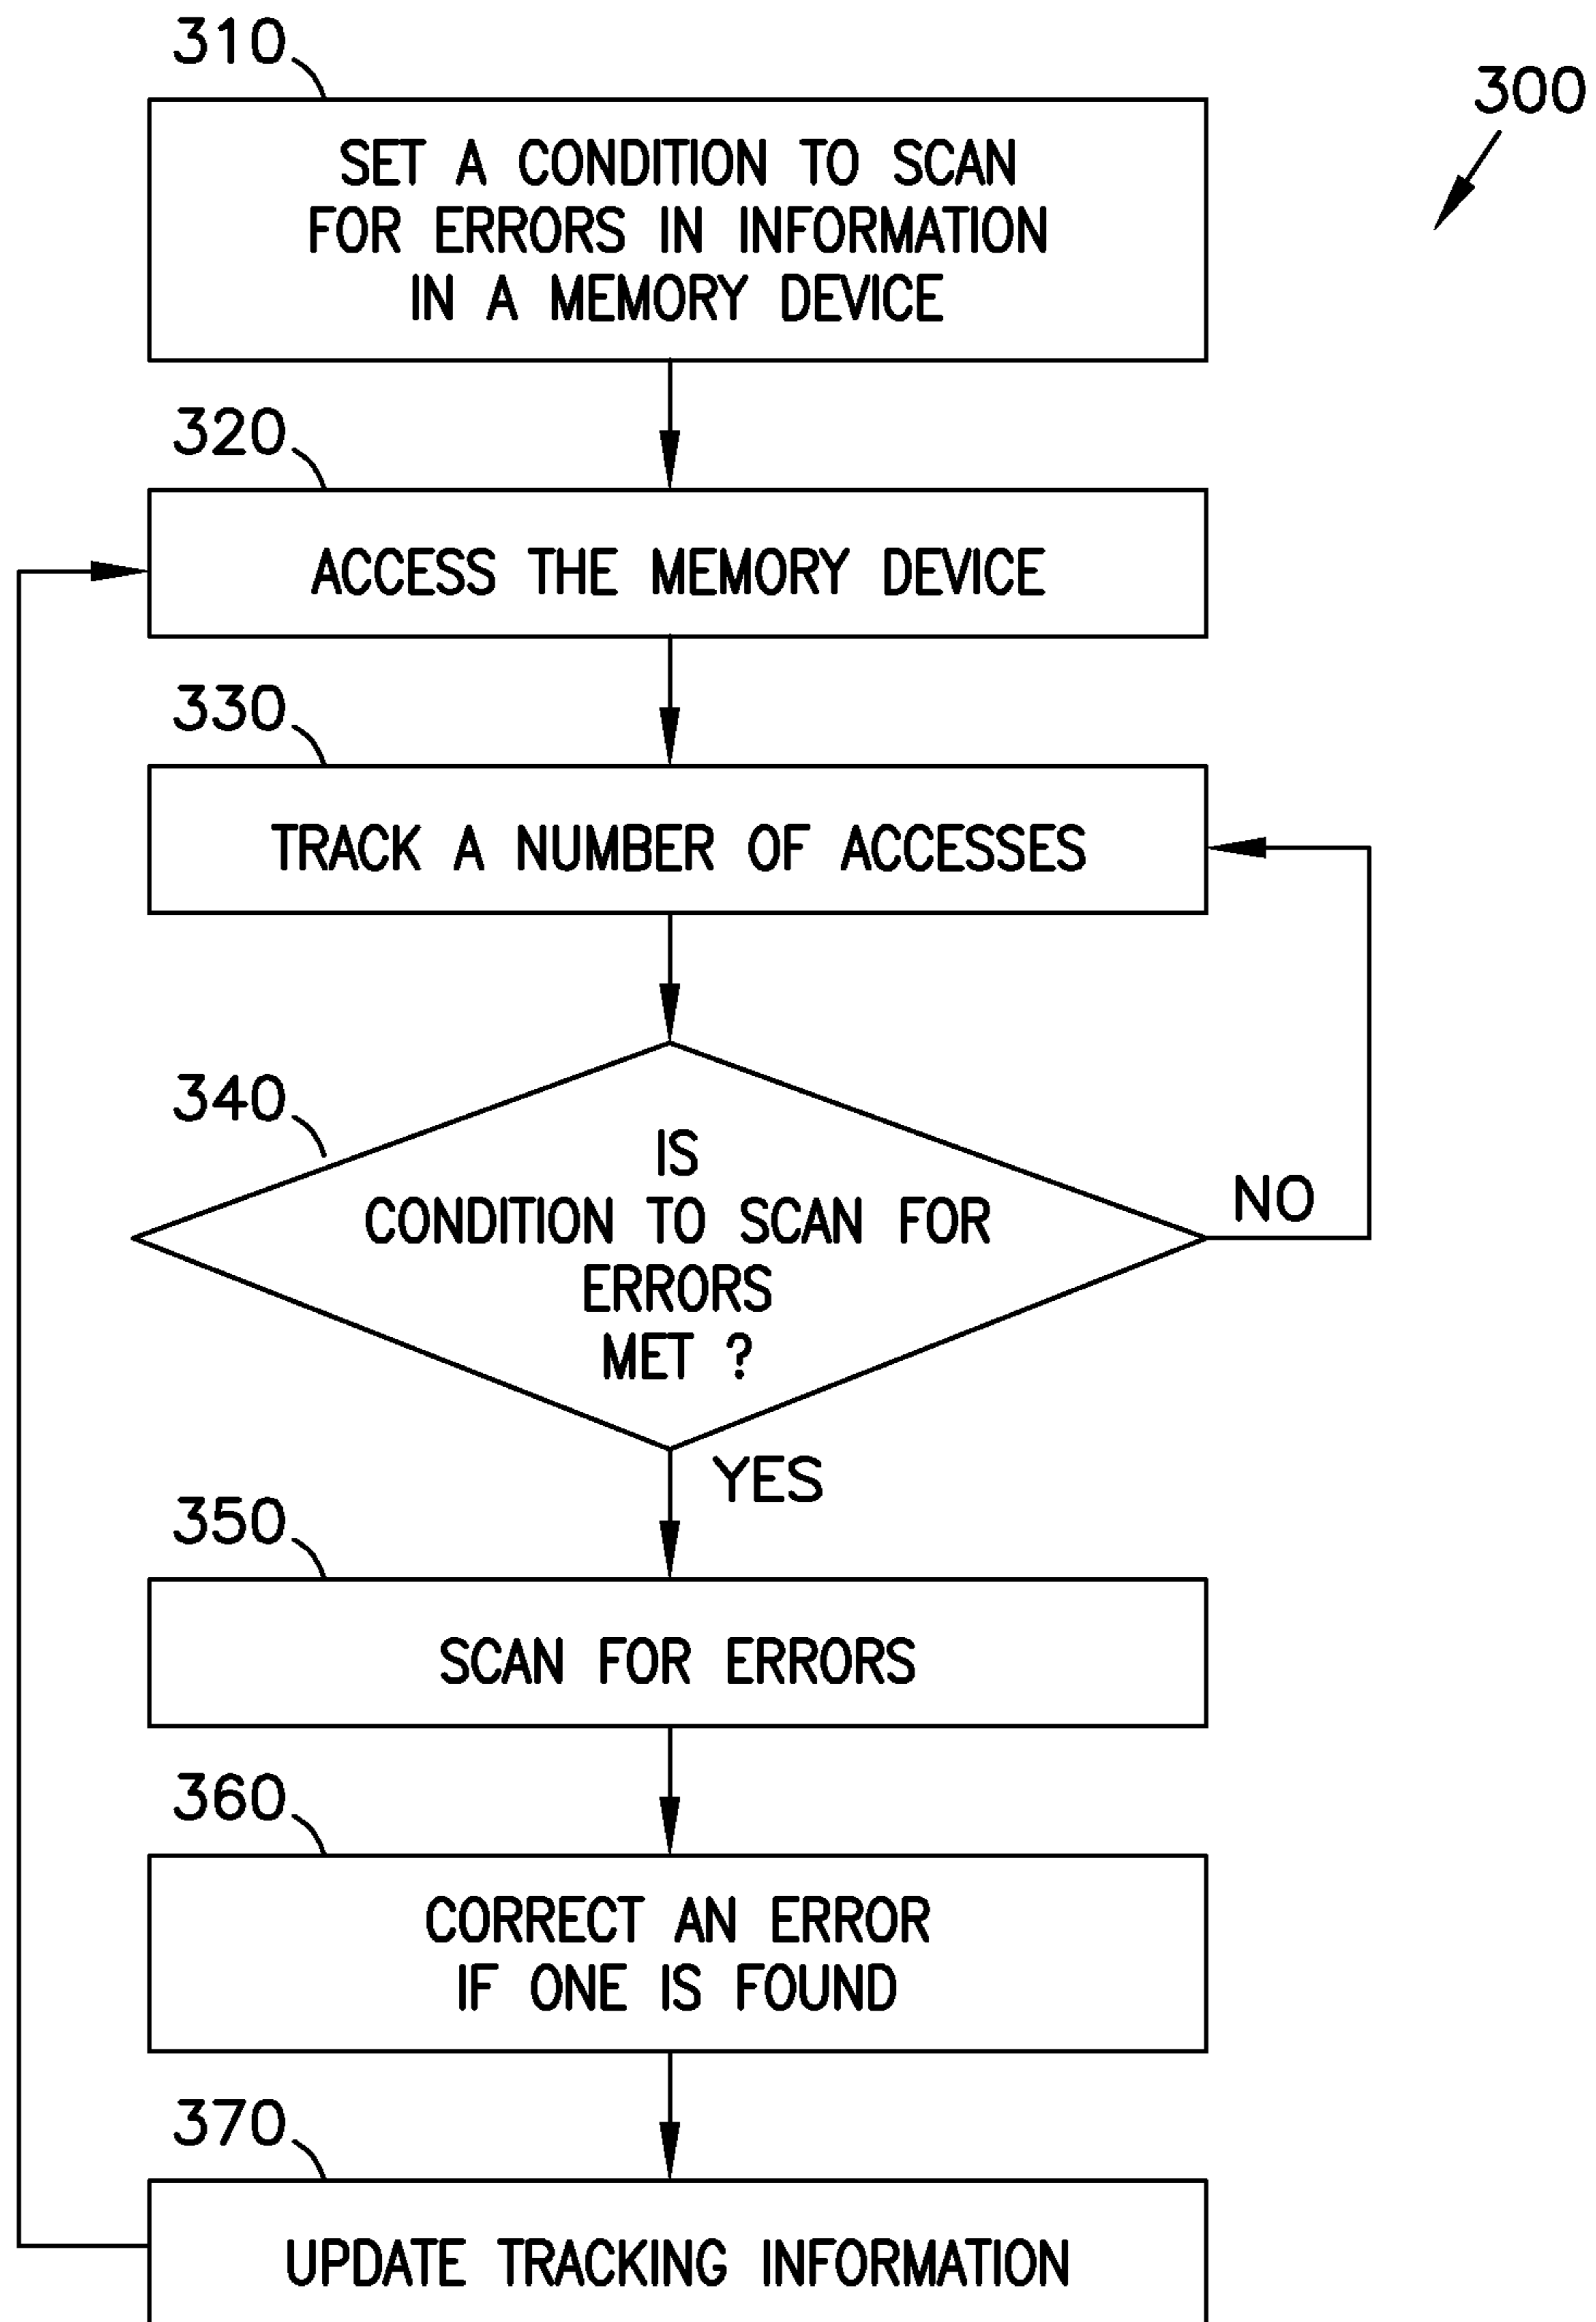 310
300
SET A CONDITION TO SCAN
FOR ERRORS IN INFORMATION
IN A MEMORY DEVICE
320
ACCESS THE MEMORY DEVICE
330
TRACK A NUMBER OF ACCESSES
340
IS
CONDITION TO SCAN FOR
ERRORS
MET ?
NO
YES
350
SCAN FOR ERRORS
360
CORRECT AN ERROR
IF ONE IS FOUND
370
UPDATE TRACKING INFORMATION